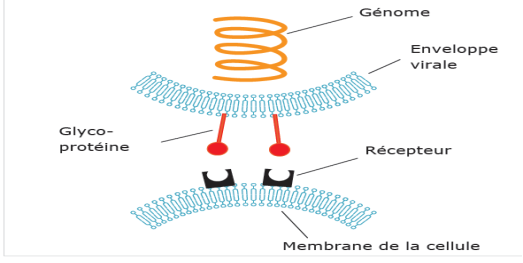 Génome
Enveloppe
virale
Glyco-
protéine
Récepteur
Membrane de la cellule